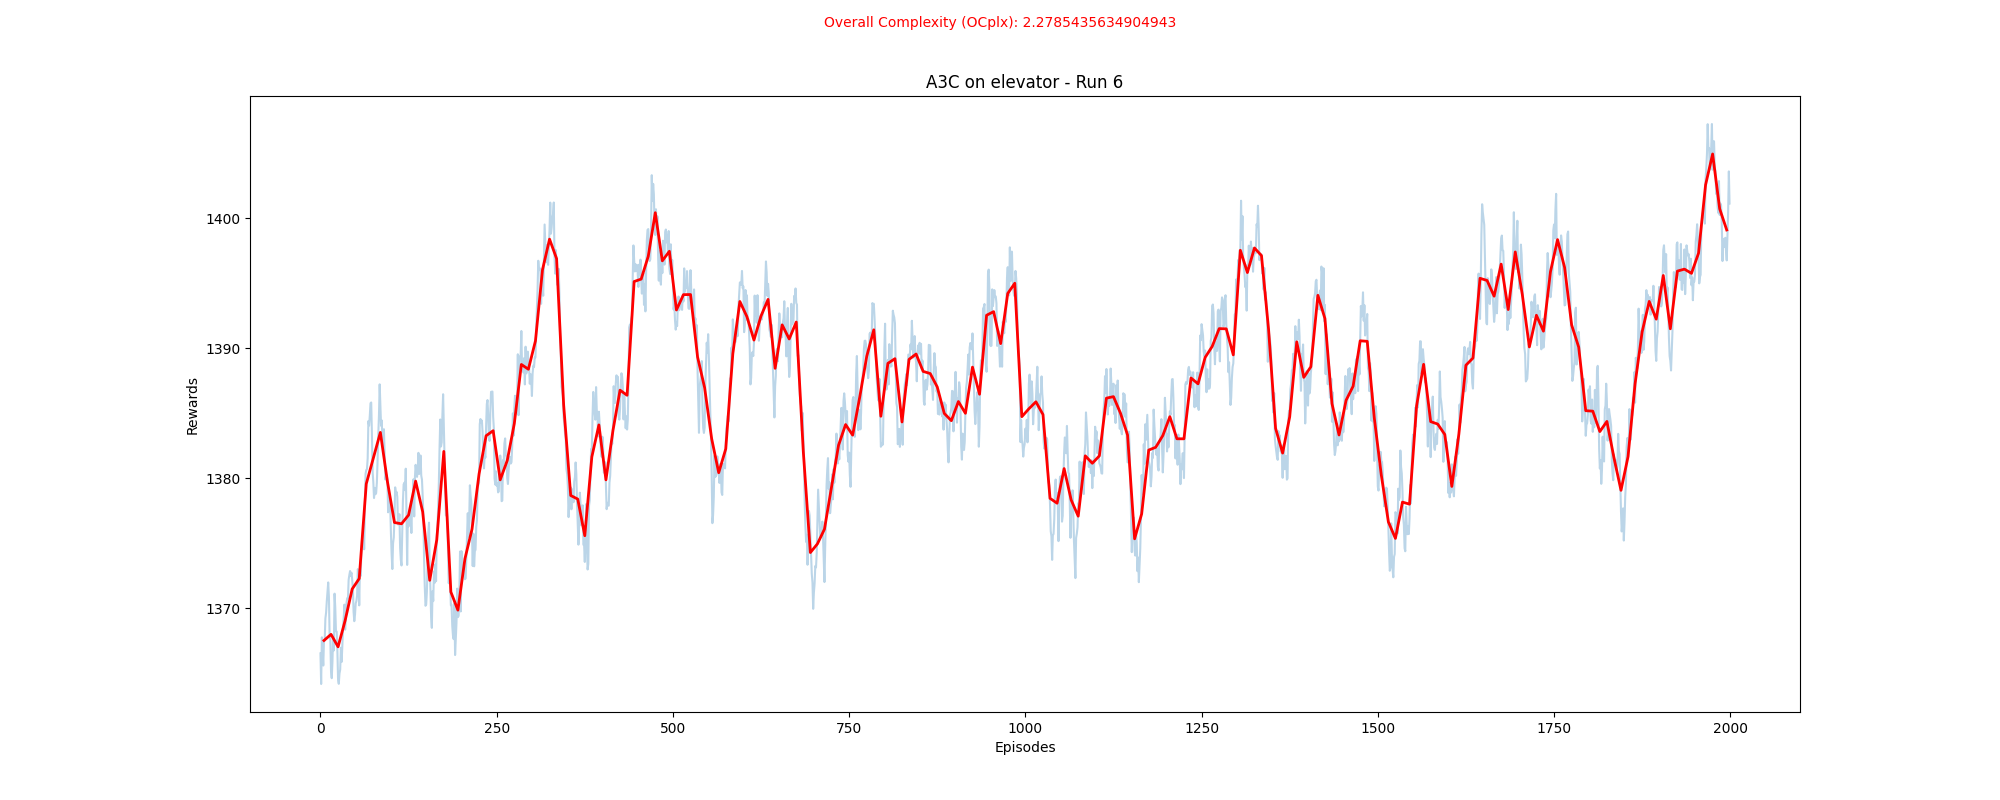 Overall Complexity (OCplx): 2.2785435634904943
A3C on elevator - Run 6
Rewards
1400
1390
1380
1370
0 250 500 750 1000 1250 1500 1750 2000
Episodes